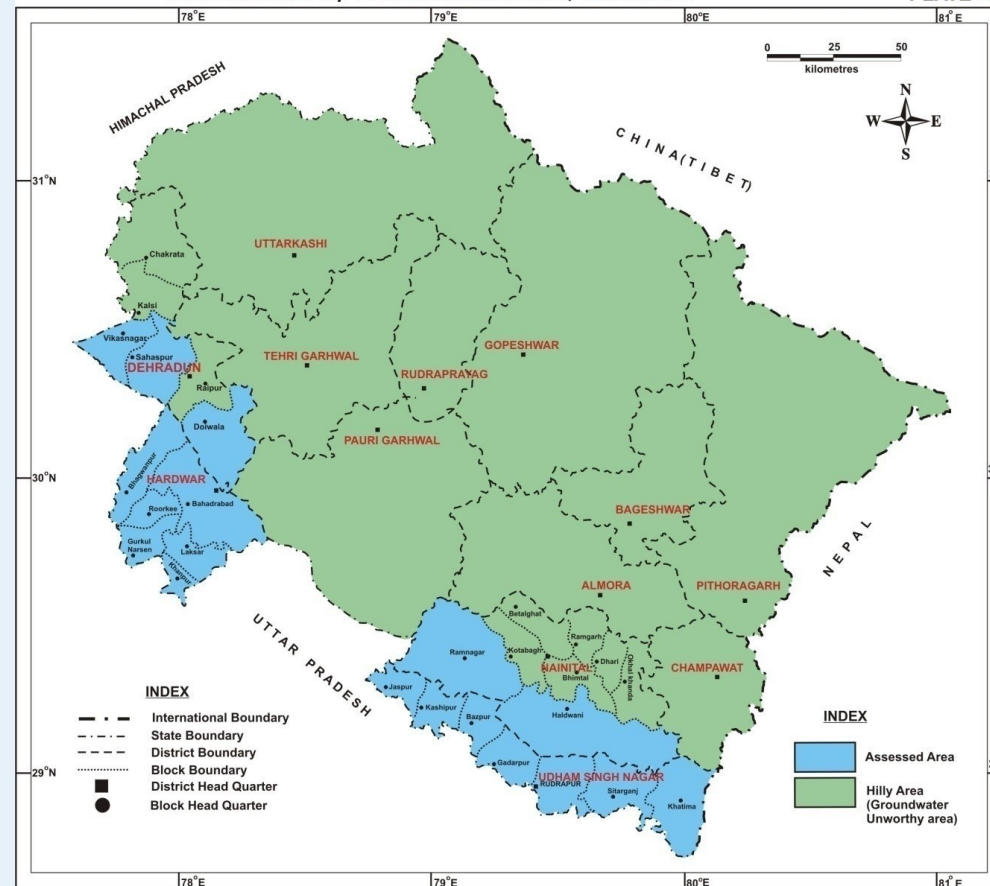 78°E
79°E
80°E
81°E
0 25 50
kilometres
HIMACHAL PRADESH
CHINA (TIBET)
N
W E
S
31°N
UTTARKASHI
Chakrata
Kalsi
Vikasnagar
Sahaspur
DEHRADUN
Raipur
TEHRI GARHWAL
GOPESHWAR
RUDRAPRAYAG
Doiwala
PAURI GARHWAL
30°N
Bhagwanpur
HARDWAR
Roorkee
Bahadrabad
Gurkul
Narsen
Laksar
Khanpur
BAGESHWAR
NEPAL
ALMORA
PITHORAGARH
UTTAR PRADESH
Betalghat
Ramnagar
Kotabagh
Ramgarh
Dhari
NAINITAL
Bhimtal
Okhal khanda
CHAMPAWAT
Jaspur
Kashipur
Bazpur
Haldwani
Gadarpur
UDHAM SINGH NAGAR
RUDRAPUR
Sitarganj
Khatima
29°N
INDEX
International Boundary
State Boundary
District Boundary
Block Boundary
District Head Quarter
Block Head Quarter
INDEX
Assessed Area
Hilly Area
(Groundwater
Unworthy area)
78°E
79°E
80°E
81°E